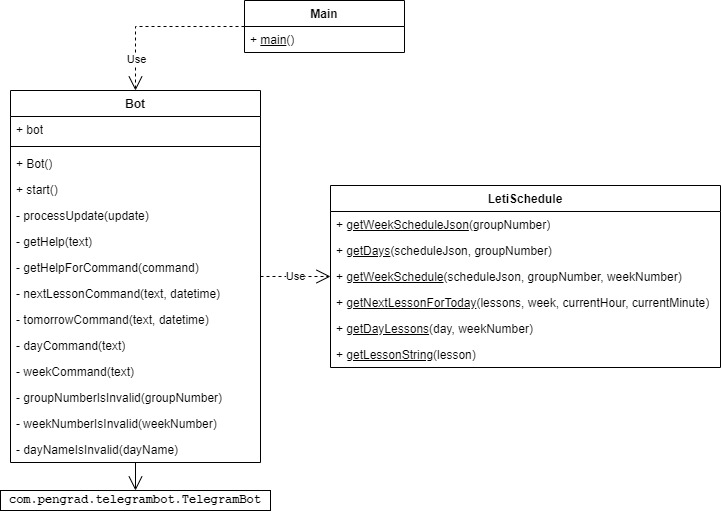 Main
+ main()
Use
Bot
+ bot
+ Bot()
+ start()
- processUpdate(update)
- getHelp(text)
- getHelpForCommand(command)
- nextLessonCommand(text, datetime)
- tomorrowCommand(text, datetime)
- dayCommand(text)
- weekCommand(text)
- groupNumberIsInvalid(groupNumber)
- weekNumberIsInvalid(weekNumber)
- dayNameIsInvalid(dayName)
Use
LetiSchedule
+ getWeekScheduleJson(groupNumber)
+ getDays(scheduleJson, groupNumber)
+ getWeekSchedule(scheduleJson, groupNumber, weekNumber)
+ getNextLessonForToday(lessons, week, currentHour, currentMinute)
+ getDayLessons(day, weekNumber)
+ getLessonString(lesson)
com.pengrad.telegrambot.TelegramBot